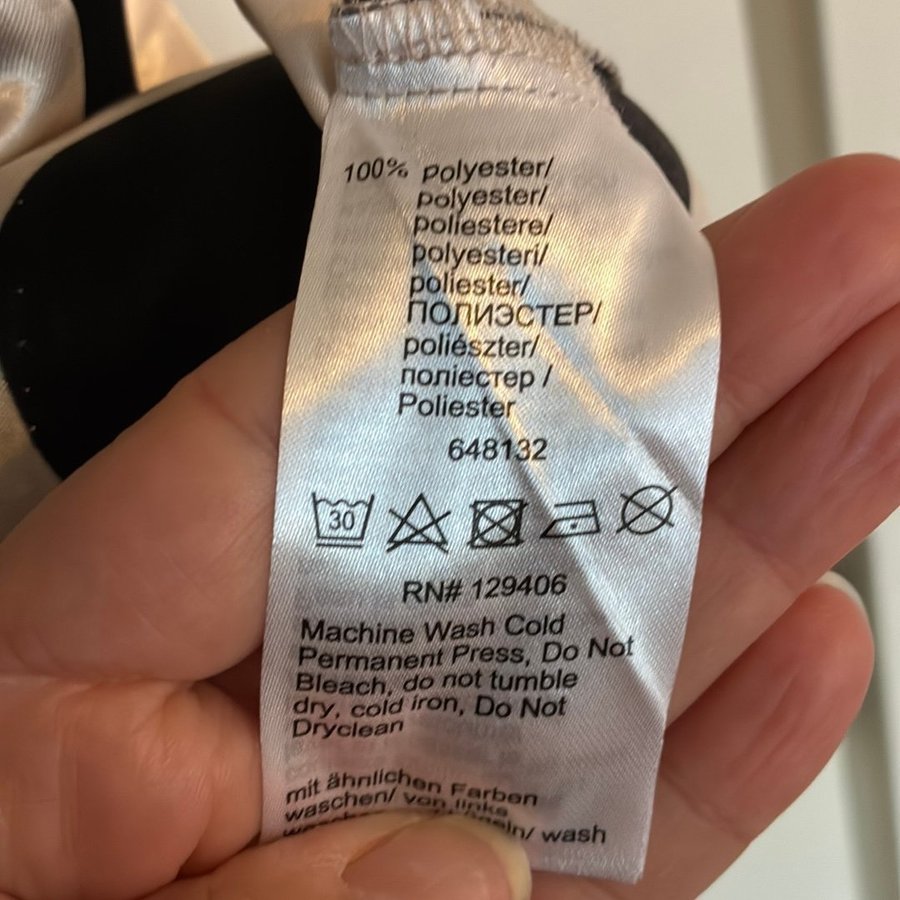 100% polyester/
polyester/
poliestere/
polyesteri/
poliester/
ПОЛИЭСТЕР/
poliészter/
поліестер /
Poliester
648132
30
RN# 129406
Machine Wash Cold
Permanent Press, Do Not
Bleach, do not tumble
dry, cold iron, Do Not
Dryclean
mit ähnlichen Farben
waschen/ von links
wash